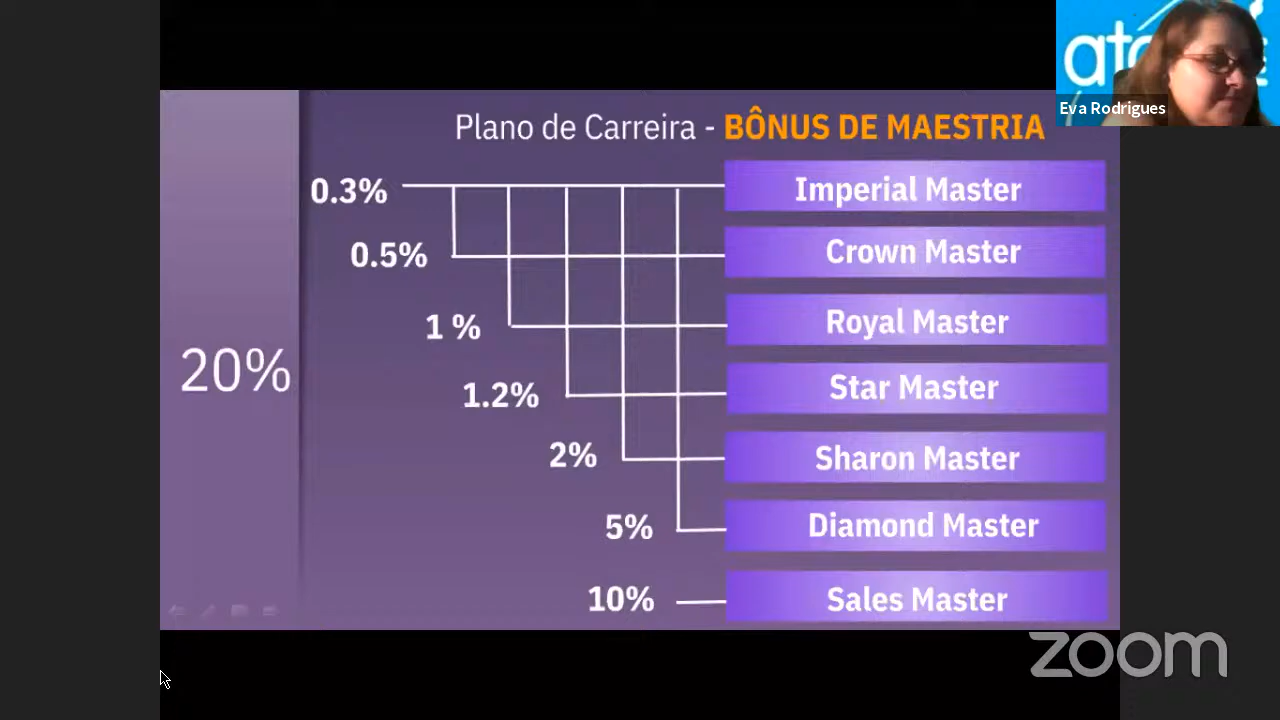 Plano de Carreira - BÔNUS DE MAESTRIA
Eva Rodrigues
0.3% Imperial Master
0.5% Crown Master
1 % Royal Master
20%
1.2% Star Master
2% Sharon Master
5% Diamond Master
10% Sales Master
zoom